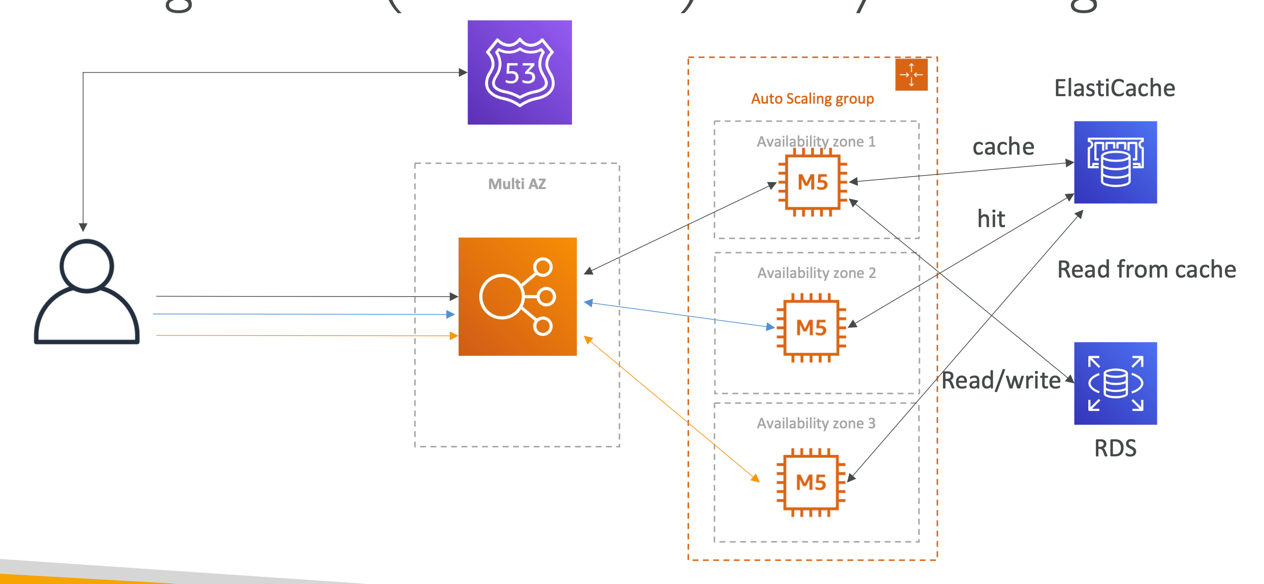 53
Multi AZ
Auto Scaling group
Availability zone 1
M5
Availability zone 2
M5
Availability zone 3
M5
ElastiCache
cache
hit
Read from cache
Read/write
RDS